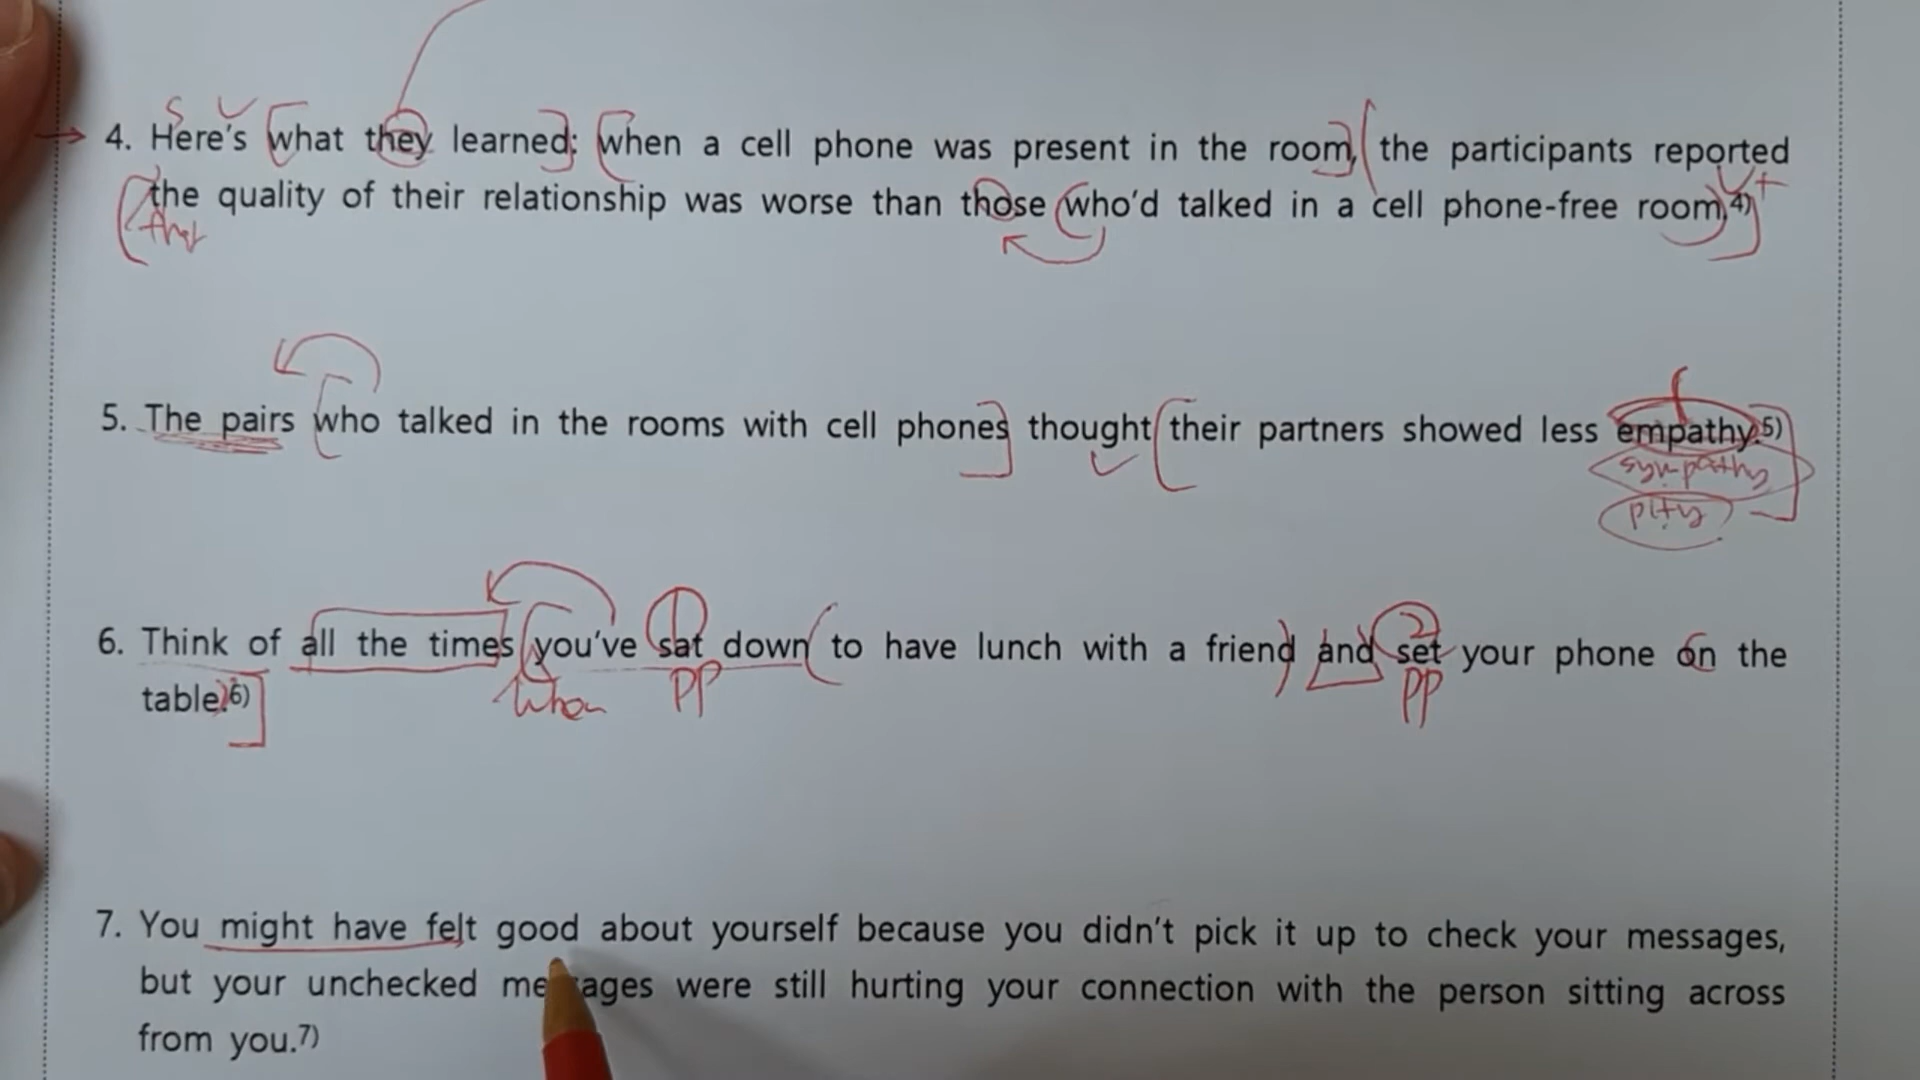 S V
4. Here's what they learned: when a cell phone was present in the room, the participants reported
V+
the quality of their relationship was worse than those who'd talked in a cell phone-free room.4)
that
5. The pairs who talked in the rooms with cell phones thought their partners showed less empathy.5)
V
sympathy
pity
1 2
6. Think of all the times you've sat down to have lunch with a friend and set your phone on the
when PP PP
table.6)
7. You might have felt good about yourself because you didn't pick it up to check your messages,
but your unchecked messages were still hurting your connection with the person sitting across
from you.7)